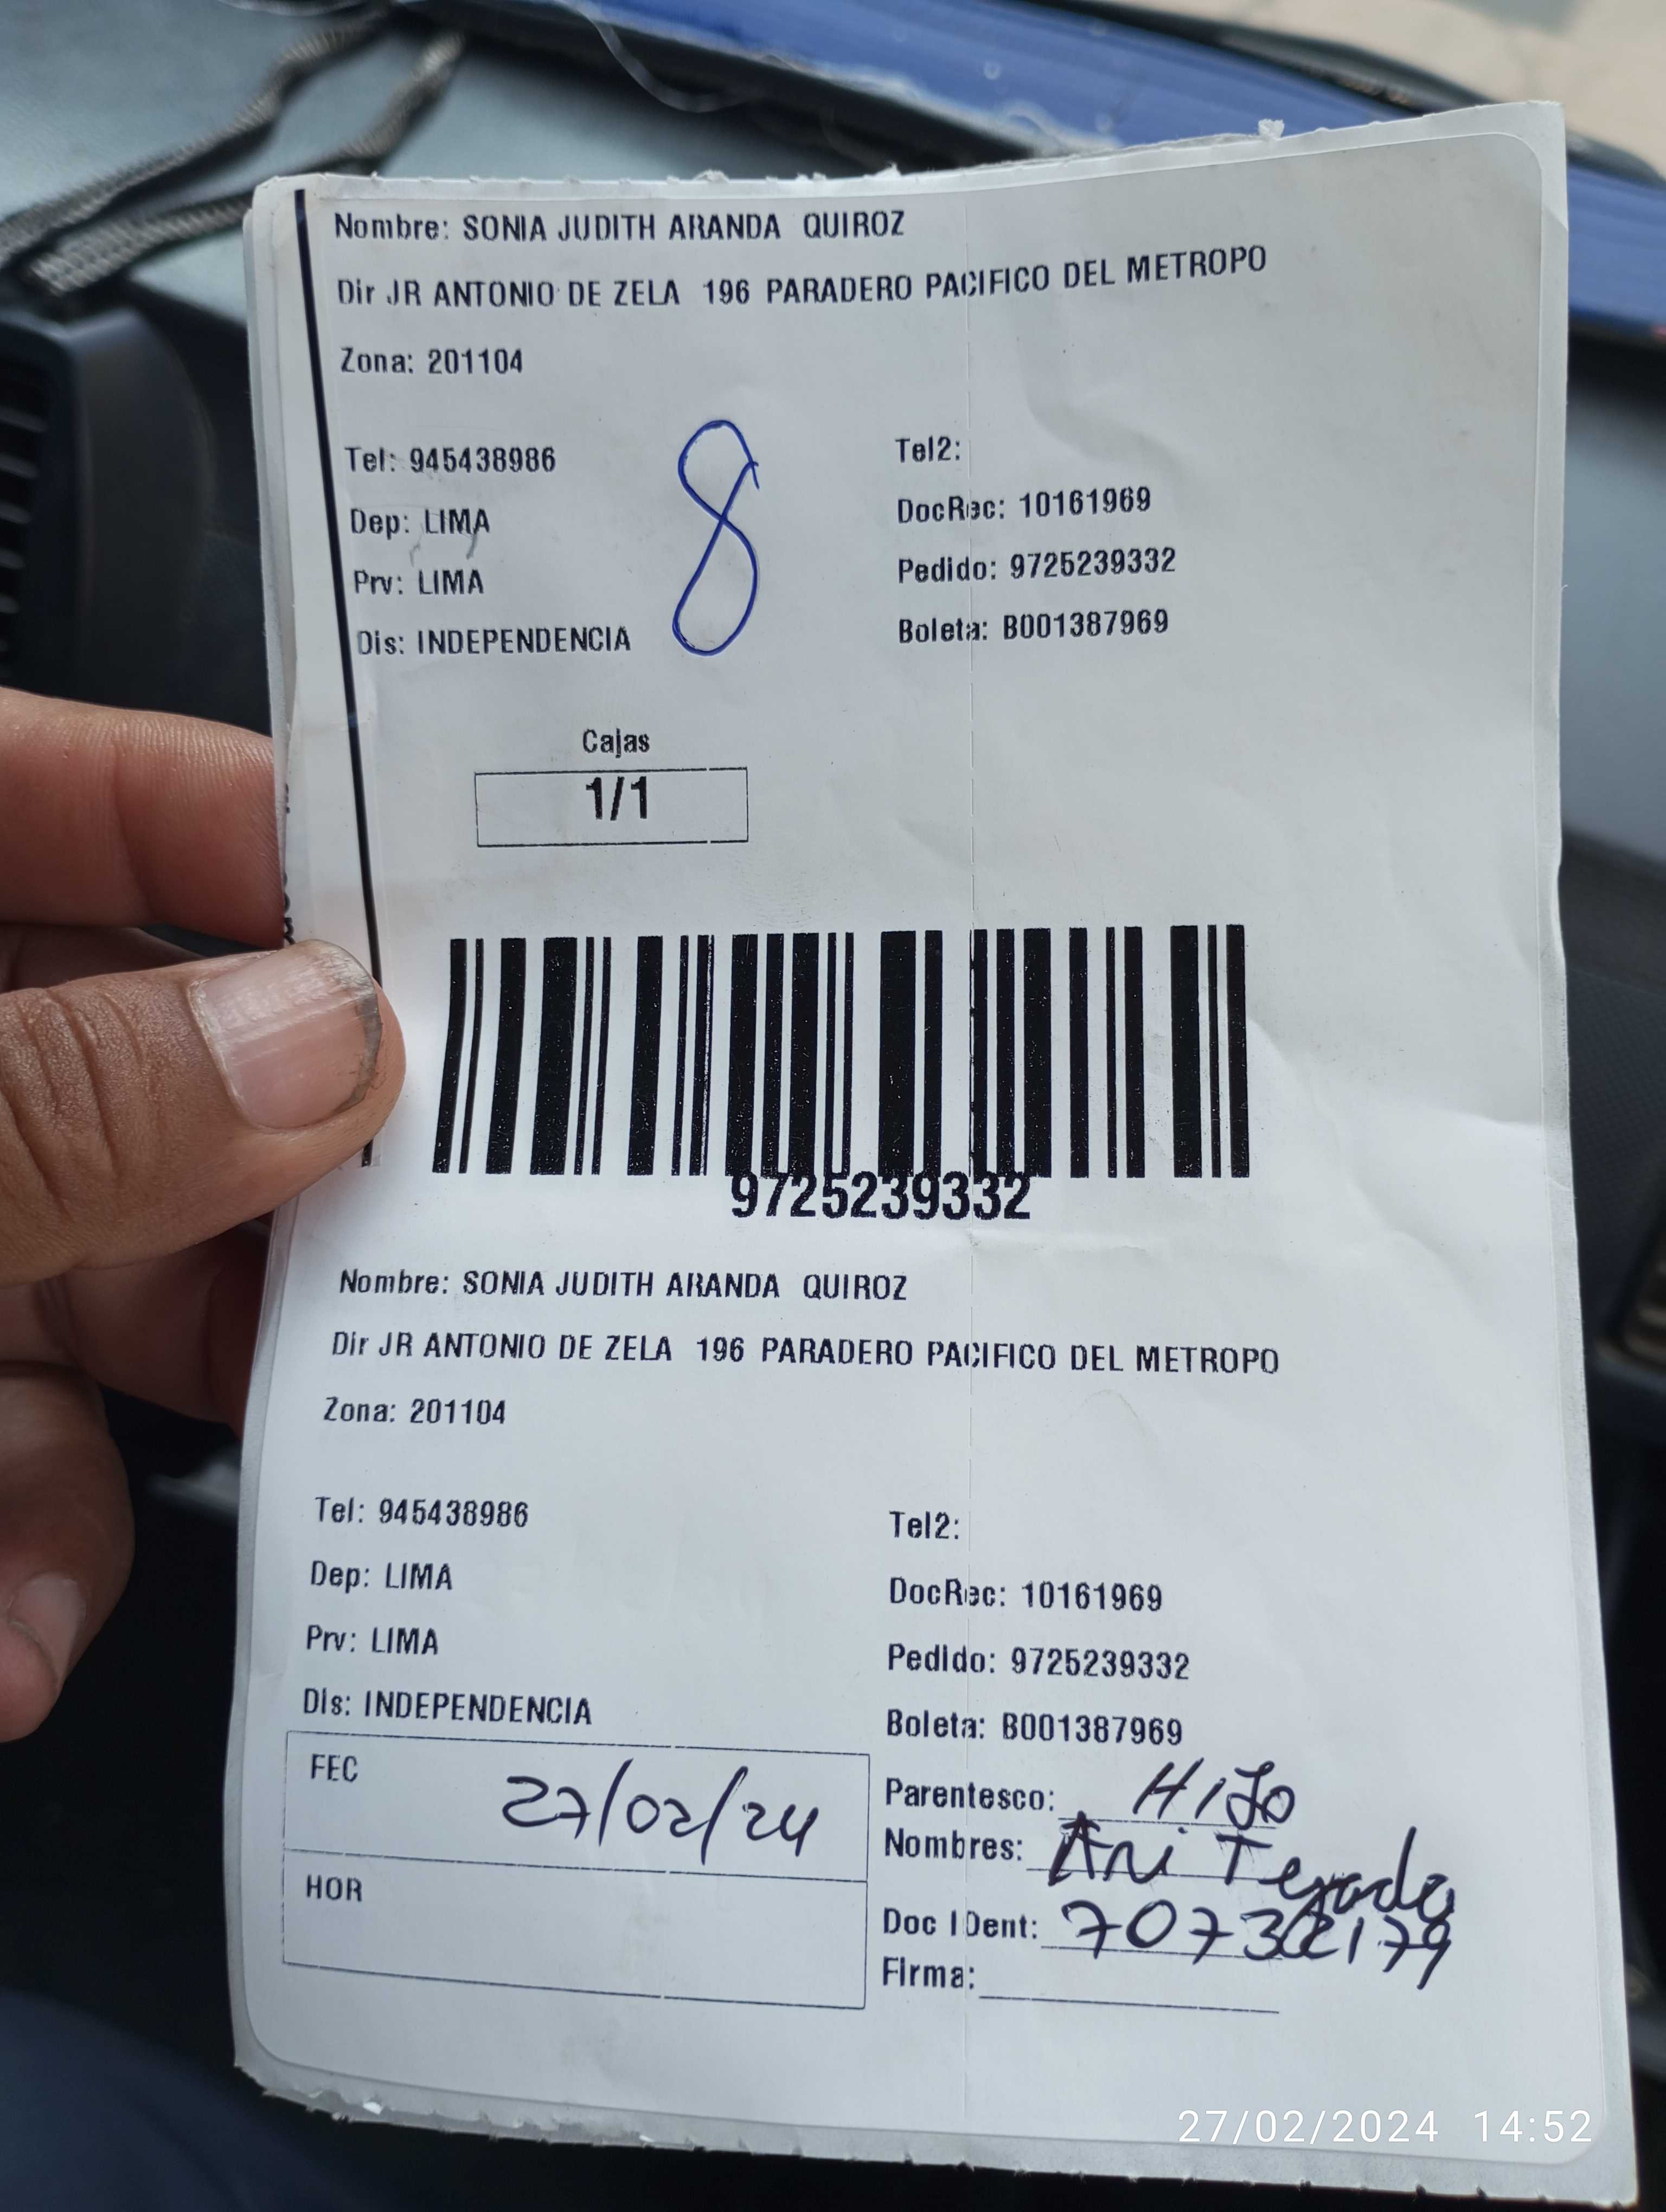 Nombre: SONIA JUDITH ARANDA QUIROZ
Dir JR ANTONIO DE ZELA 196 PARADERO PACIFICO DEL METROPO
Zona: 201104
8
Tel: 945438986
Tel2:
Dep: LIMA
DocRec: 10161969
Prv: LIMA
Pedido: 9725239332
Dis: INDEPENDENCIA
Boleta: B001387969
Cajas
1/1
9725239332
Nombre: SONIA JUDITH ARANDA QUIROZ
Dir JR ANTONIO DE ZELA 196 PARADERO PACIFICO DEL METROPO
Zona: 201104
Tel: 945438986
Tel2:
Dep: LIMA
DocRec: 10161969
Prv: LIMA
Pedido: 9725239332
Dis: INDEPENDENCIA
Boleta: B001387969
FEC 27/02/24
HOR
Parentesco: HIJO
Nombres: Ari Tejada
Doc IDent:
Firma:
27/02/2024 14:52